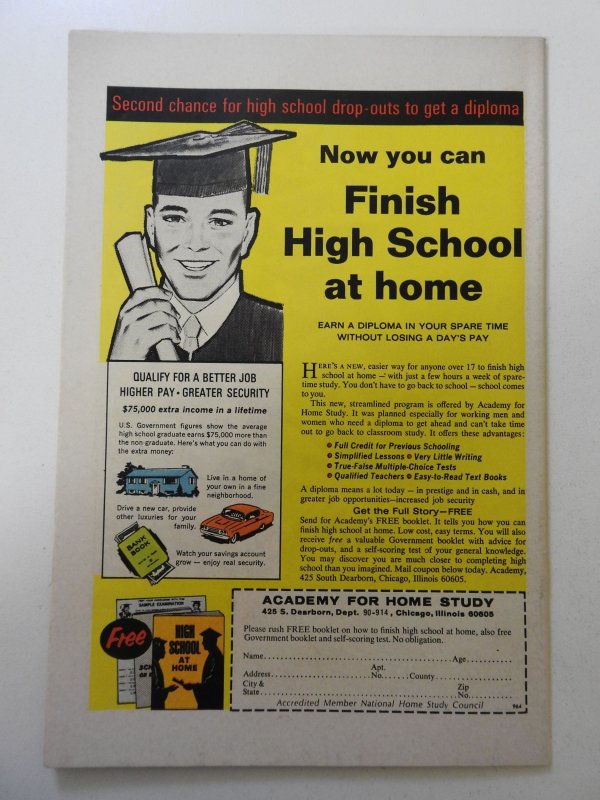 Second chance for high school drop-outs to get a diploma
Now you can
Finish
High School
at home
EARN A DIPLOMA IN YOUR SPARE TIME
WITHOUT LOSING A DAY'S PAY
HERE'S A NEW, easier way for anyone over 17 to finish high
school at home — with just a few hours a week of spare-
time study. You don't have to go back to school — school comes
to you.
This new, streamlined program is offered by Academy for
Home Study. It was planned especially for working men and
women who need a diploma to get ahead and can't take time
out to go back to classroom study. It offers these advantages:
Full Credit for Previous Schooling
Simplified Lessons • Very Little Writing
True-False Multiple-Choice Tests
Qualified Teachers • Easy-to-Read Text Books
A diploma means a lot today — in prestige and in cash, and in
greater job opportunities—increased job security
Get the Full Story—FREE
Send for Academy's FREE booklet. It tells you how you can
finish high school at home. Low cost, easy terms. You will also
receive free a valuable Government booklet with advice for
drop-outs, and a self-scoring test of your general knowledge.
You may discover you are much closer to completing high
school than you imagined. Mail coupon below today. Academy,
425 South Dearborn, Chicago, Illinois 60605.
QUALIFY FOR A BETTER JOB
HIGHER PAY • GREATER SECURITY
$75,000 extra income in a lifetime
U.S. Government figures show the average
high school graduate earns $75,000 more than
the non-graduate. Here's what you can do with
the extra money:
Live in a home of
your own in a fine
neighborhood.
Drive a new car, provide
other luxuries for your
family.
BANK
BOOK
Watch your savings account
grow — enjoy real security.
SAMPLE EXAMINATION
Free
HIGH
SCHOOL
AT
HOME
ACADEMY FOR HOME STUDY
425 S. Dearborn, Dept. 90-914, Chicago, Illinois 60605
Please rush FREE booklet on how to finish high school at home, also free
Government booklet and self-scoring test. No obligation.
Name Age
Apt.
Address No. County
City & Zip
State No.
Accredited Member National Home Study Council 964